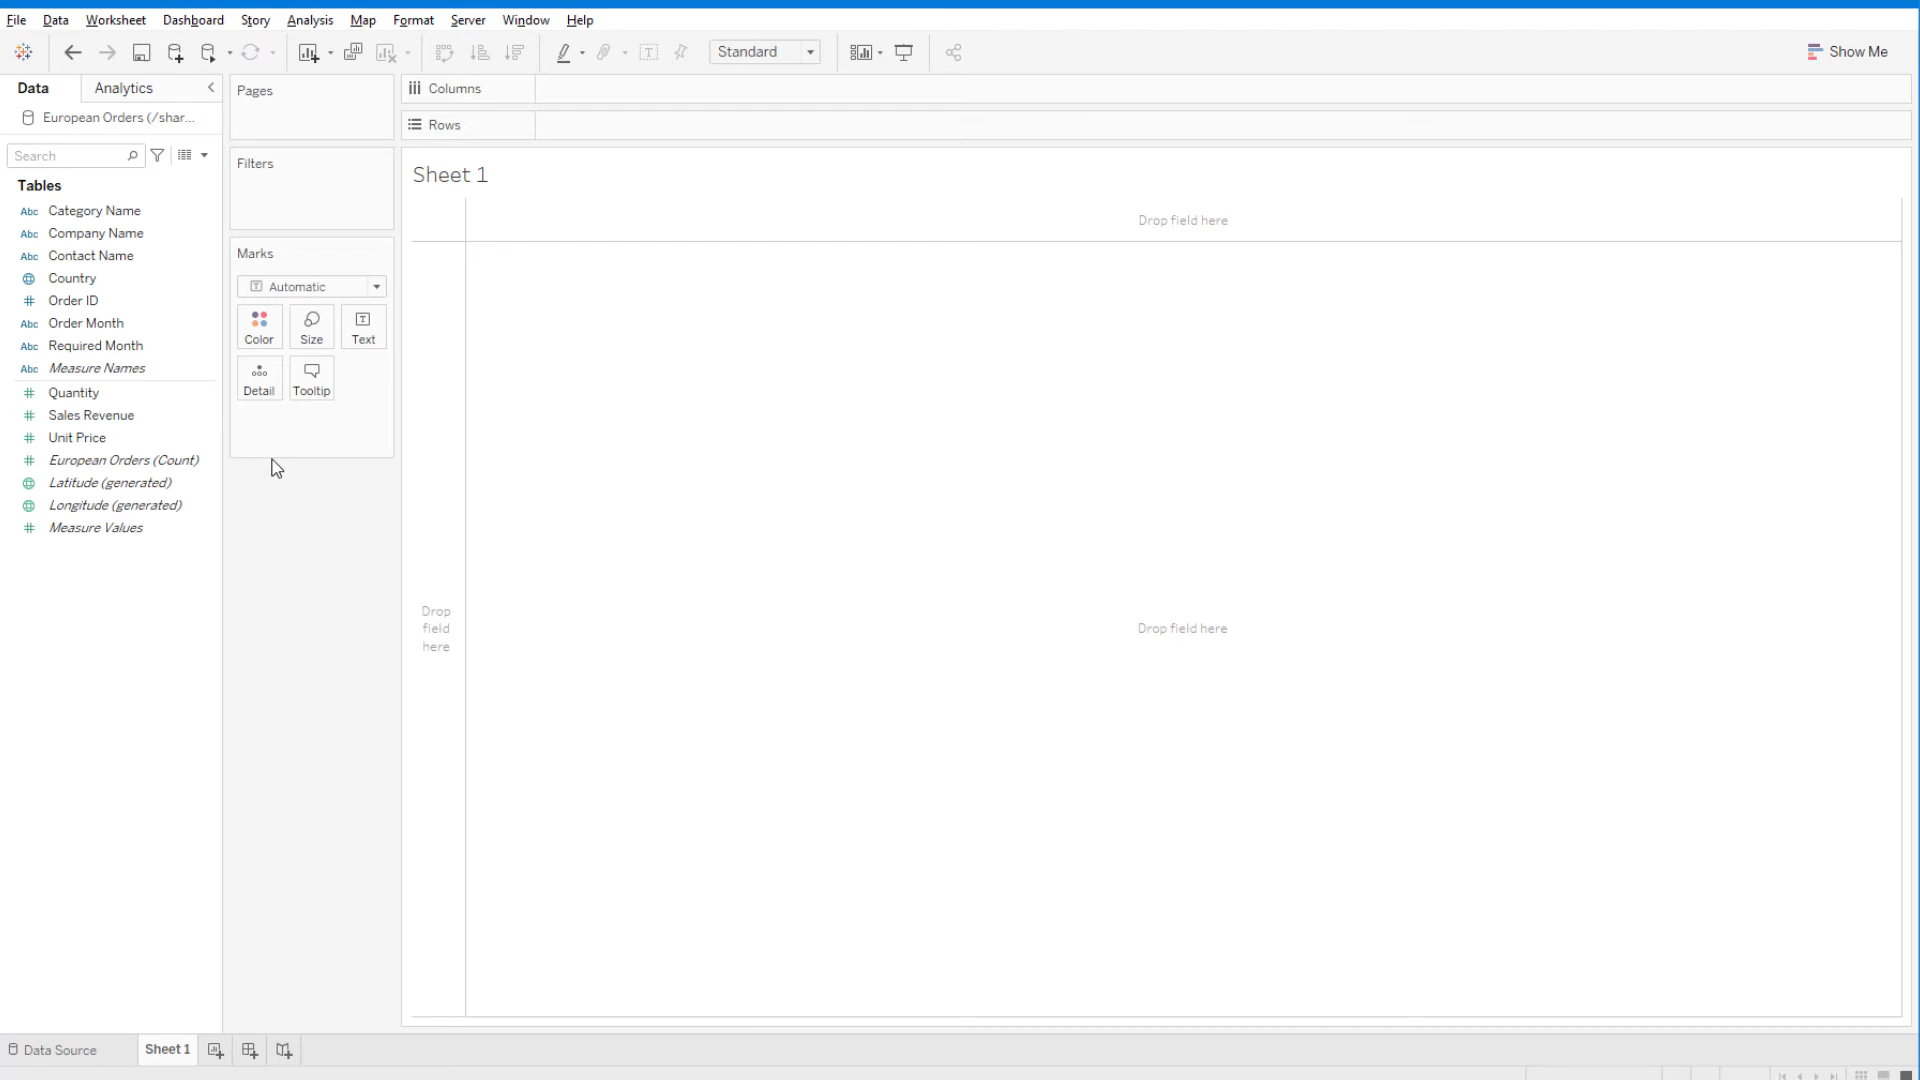 File Data Worksheet Dashboard Story Analysis Map Format Server Window Help
Standard
Show Me
Data Analytics
European Orders (/shar...
Search
Tables
Abc Category Name
Abc Company Name
Abc Contact Name
Country
# Order ID
Abc Order Month
Abc Required Month
Abc Measure Names
# Quantity
# Sales Revenue
# Unit Price
# European Orders (Count)
Latitude (generated)
Longitude (generated)
# Measure Values
Pages
Filters
Marks
T Automatic
Color Size T Text
Detail Tooltip
Columns
Rows
Sheet 1
Drop field here
Drop
field
here
Drop field here
Data Source Sheet 1